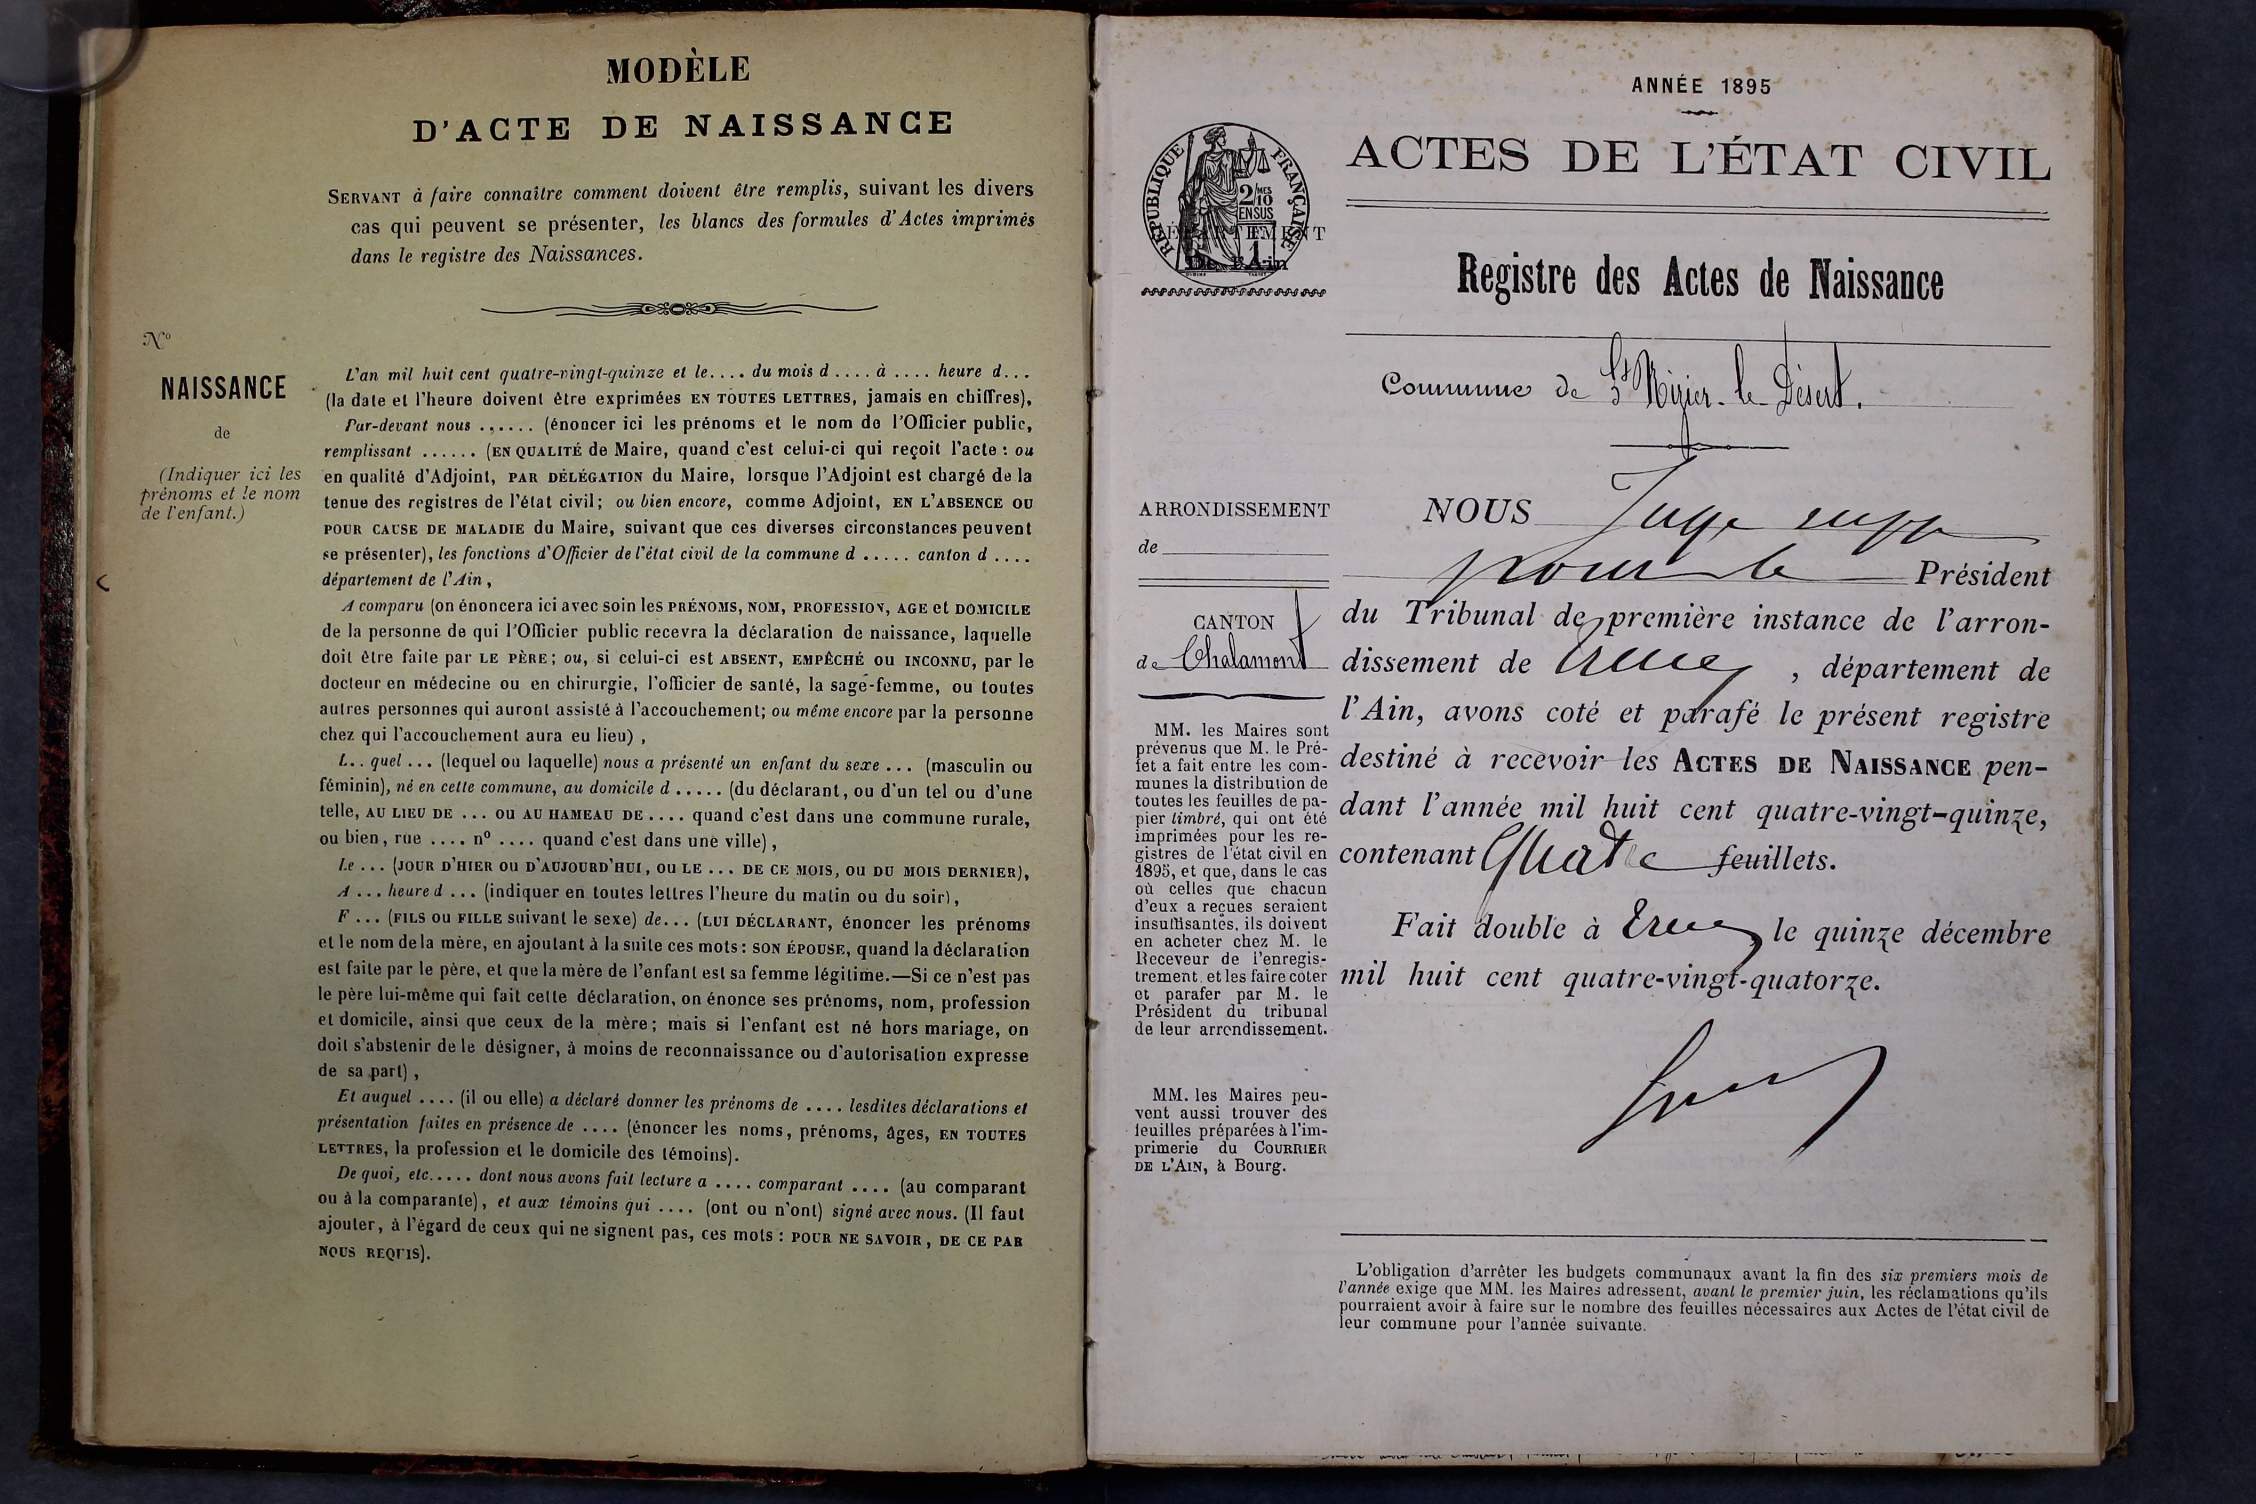 MODÈLE
D'ACTE DE NAISSANCE
SERVANT à faire connaître comment doivent être remplis, suivant les divers
cas qui peuvent se présenter, les blancs des formules d'Actes imprimés
dans le registre des Naissances.
No
NAISSANCE
de
(Indiquer ici les
prénoms et le nom
de l'enfant.)
L'an mil huit cent quatre-vingt-quinze et le.... du mois d .... à .... heure d...
(la date et l'heure doivent être exprimées EN TOUTES LETTRES, jamais en chiffres),
Par-devant nous ...... (énoncer ici les prénoms et le nom de l'Officier public,
remplissant ...... (EN QUALITÉ de Maire, quand c'est celui-ci qui reçoit l'acte : ou
en qualité d'Adjoint, PAR DÉLÉGATION du Maire, lorsque l'Adjoint est chargé de la
tenue des registres de l'état civil; ou bien encore, comme Adjoint, EN L'ABSENCE OU
POUR CAUSE DE MALADIE du Maire, suivant que ces diverses circonstances peuvent
se présenter), les fonctions d'Officier de l'état civil de la commune d ..... canton d ....
département de l'Ain,
A comparu (on énoncera ici avec soin les PRÉNOMS, NOM, PROFESSION, AGE et DOMICILE
de la personne de qui l'Officier public recevra la déclaration de naissance, laquelle
doit être faite par LE PÈRE; ou, si celui-ci est ABSENT, EMPÊCHÉ OU INCONNU, par le
docteur en médecine ou en chirurgie, l'officier de santé, la sage-femme, ou toutes
autres personnes qui auront assisté à l'accouchement; ou même encore par la personne
chez qui l'accouchement aura eu lieu),
L.. quel ... (lequel ou laquelle) nous a présenté un enfant du sexe ... (masculin ou
féminin), né en cette commune, au domicile d ..... (du déclarant, ou d'un tel ou d'une
telle, AU LIEU DE ... OU AU HAMEAU DE .... quand c'est dans une commune rurale,
ou bien, rue .... no .... quand c'est dans une ville),
Le ... (JOUR D'HIER OU D'AUJOURD'HUI, OU LE ... DE CE MOIS, OU DU MOIS DERNIER),
A ... heure d ... (indiquer en toutes lettres l'heure du matin ou du soir),
F ... (FILS OU FILLE suivant le sexe) de... (LUI DÉCLARANT, énoncer les prénoms
et le nom de la mère, en ajoutant à la suite ces mots : SON ÉPOUSE, quand la déclaration
est faite par le père, et que la mère de l'enfant est sa femme légitime.—Si ce n'est pas
le père lui-même qui fait cette déclaration, on énonce ses prénoms, nom, profession
et domicile, ainsi que ceux de la mère; mais si l'enfant est né hors mariage, on
doit s'abstenir de le désigner, à moins de reconnaissance ou d'autorisation expresse
de sa part),
Et auquel .... (il ou elle) a déclaré donner les prénoms de .... lesdites déclarations et
présentation faites en présence de .... (énoncer les noms, prénoms, âges, EN TOUTES
LETTRES, la profession et le domicile des témoins).
De quoi, etc..... dont nous avons fait lecture a .... comparant .... (au comparant
ou à la comparante), et aux témoins qui .... (ont ou n'ont) signé avec nous. (Il faut
ajouter, à l'égard de ceux qui ne signent pas, ces mots : POUR NE SAVOIR, DE CE PAR
NOUS REQUIS).
ANNÉE 1895
ACTES DE L'ÉTAT CIVIL
RÉPUBLIQUE FRANÇAISE
2/10 MES
EN SUS
1F
DÉPARTEMENT
De l'Ain
Registre des Actes de Naissance
Commune de St Nizier-le-Désert.
ARRONDISSEMENT
de
CANTON
de Chalamont
MM. les Maires sont
prévenus que M. le Pré-
fet a fait entre les com-
munes la distribution de
toutes les feuilles de pa-
pier timbré, qui ont été
imprimées pour les re-
gistres de l'état civil en
1895, et que, dans le cas
où celles que chacun
d'eux a reçues seraient
insuffisantes, ils doivent
en acheter chez M. le
Receveur de l'enregis-
trement, et les faire coter
et parafer par M. le
Président du tribunal
de leur arrondissement.
MM. les Maires peu-
vent aussi trouver des
feuilles préparées à l'im-
primerie du COURRIER
DE L'AIN, à Bourg.
NOUS Juge supp
pour le Président
du Tribunal de première instance de l'arron-
dissement de Trévoux, département de
l'Ain, avons coté et parafé le présent registre
destiné à recevoir les ACTES DE NAISSANCE pen-
dant l'année mil huit cent quatre-vingt-quinze,
contenant Quatre feuillets.
Fait double à Trévoux le quinze décembre
mil huit cent quatre-vingt-quatorze.
L'obligation d'arrêter les budgets communaux avant la fin des six premiers mois de
l'année exige que MM. les Maires adressent, avant le premier juin, les réclamations qu'ils
pourraient avoir à faire sur le nombre des feuilles nécessaires aux Actes de l'état civil de
leur commune pour l'année suivante.